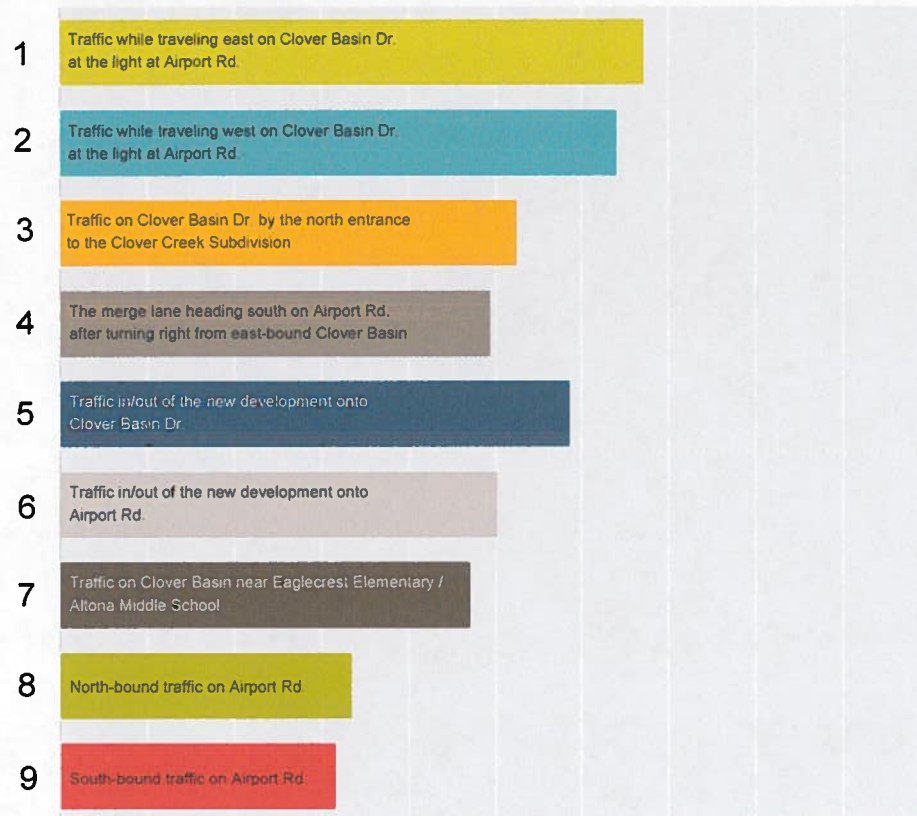 1
Traffic while traveling east on Clover Basin Dr.
at the light at Airport Rd.
2
Traffic while traveling west on Clover Basin Dr.
at the light at Airport Rd.
3
Traffic on Clover Basin Dr. by the north entrance
to the Clover Creek Subdivision
4
The merge lane heading south on Airport Rd.
after turning right from east-bound Clover Basin
5
Traffic in/out of the new development onto
Clover Basin Dr.
6
Traffic in/out of the new development onto
Airport Rd.
7
Traffic on Clover Basin near Eaglecrest Elementary /
Altona Middle School
8
North-bound traffic on Airport Rd.
9
South-bound traffic on Airport Rd.